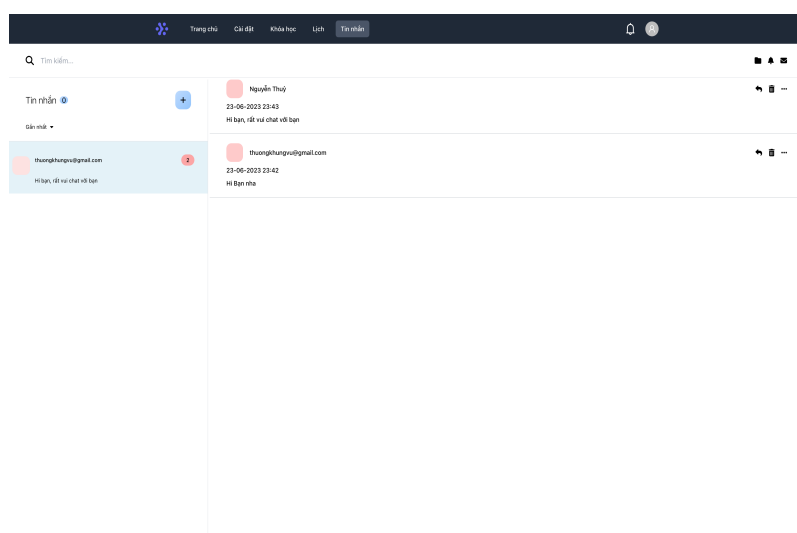 Trang chủ Cài đặt Khóa học Lịch Tin nhắn
Tìm kiếm...
Tin nhắn 0
+
Gần nhất
thuongkhungvu@gmail.com 2
Hi bạn, rất vui chat với bạn
Nguyễn Thuý
23-06-2023 23:43
Hi bạn, rất vui chat với bạn
thuongkhungvu@gmail.com
23-06-2023 23:42
Hi Bạn nha